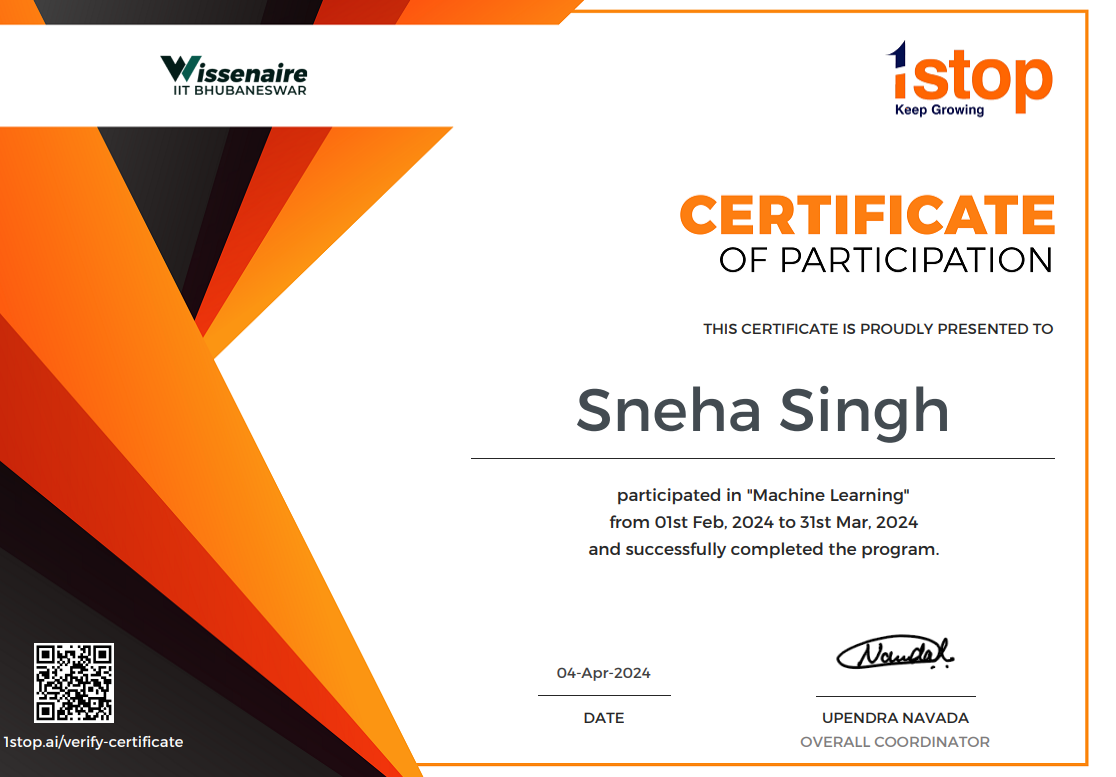 Wissenaire
IIT BHUBANESWAR
1stop
Keep Growing
CERTIFICATE
OF PARTICIPATION
THIS CERTIFICATE IS PROUDLY PRESENTED TO
Sneha Singh
participated in "Machine Learning"
from 01st Feb, 2024 to 31st Mar, 2024
and successfully completed the program.
04-Apr-2024
DATE
UPENDRA NAVADA
OVERALL COORDINATOR
1stop.ai/verify-certificate